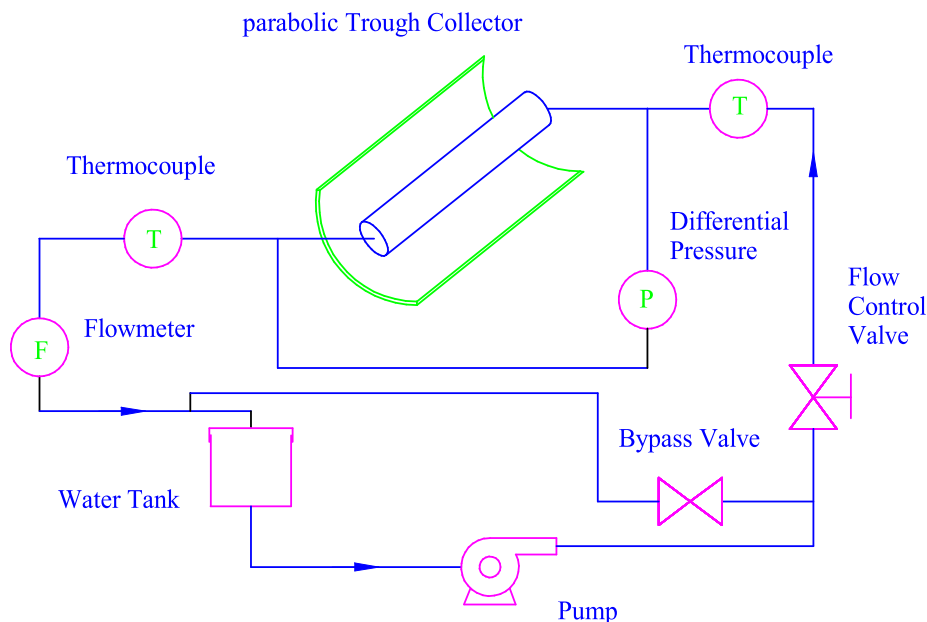 parabolic Trough Collector
Thermocouple
T
Thermocouple
T
Differential
Pressure
P
Flow
Control
Valve
Flowmeter
F
Bypass Valve
Water Tank
Pump